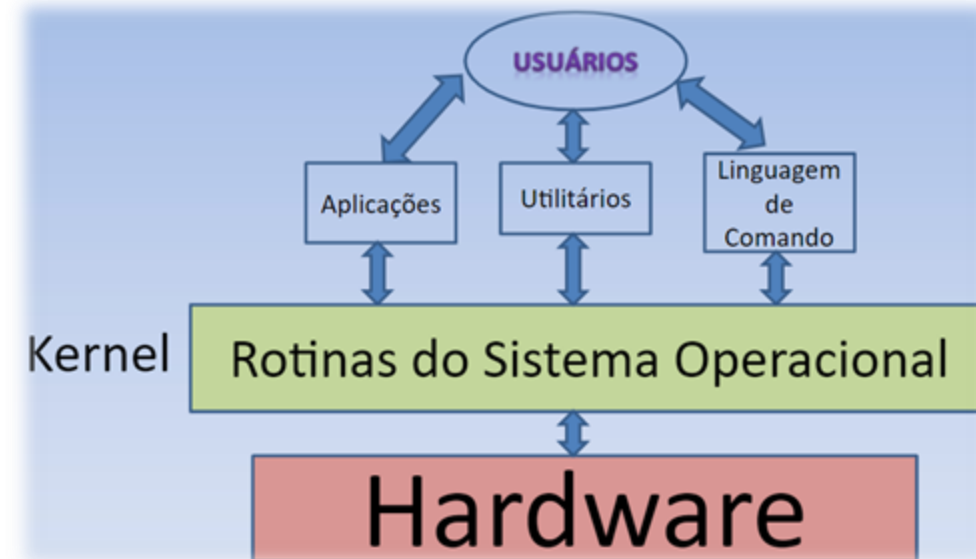 USUÁRIOS
Aplicações
Utilitários
Linguagem
de
Comando
Kernel
Rotinas do Sistema Operacional
Hardware